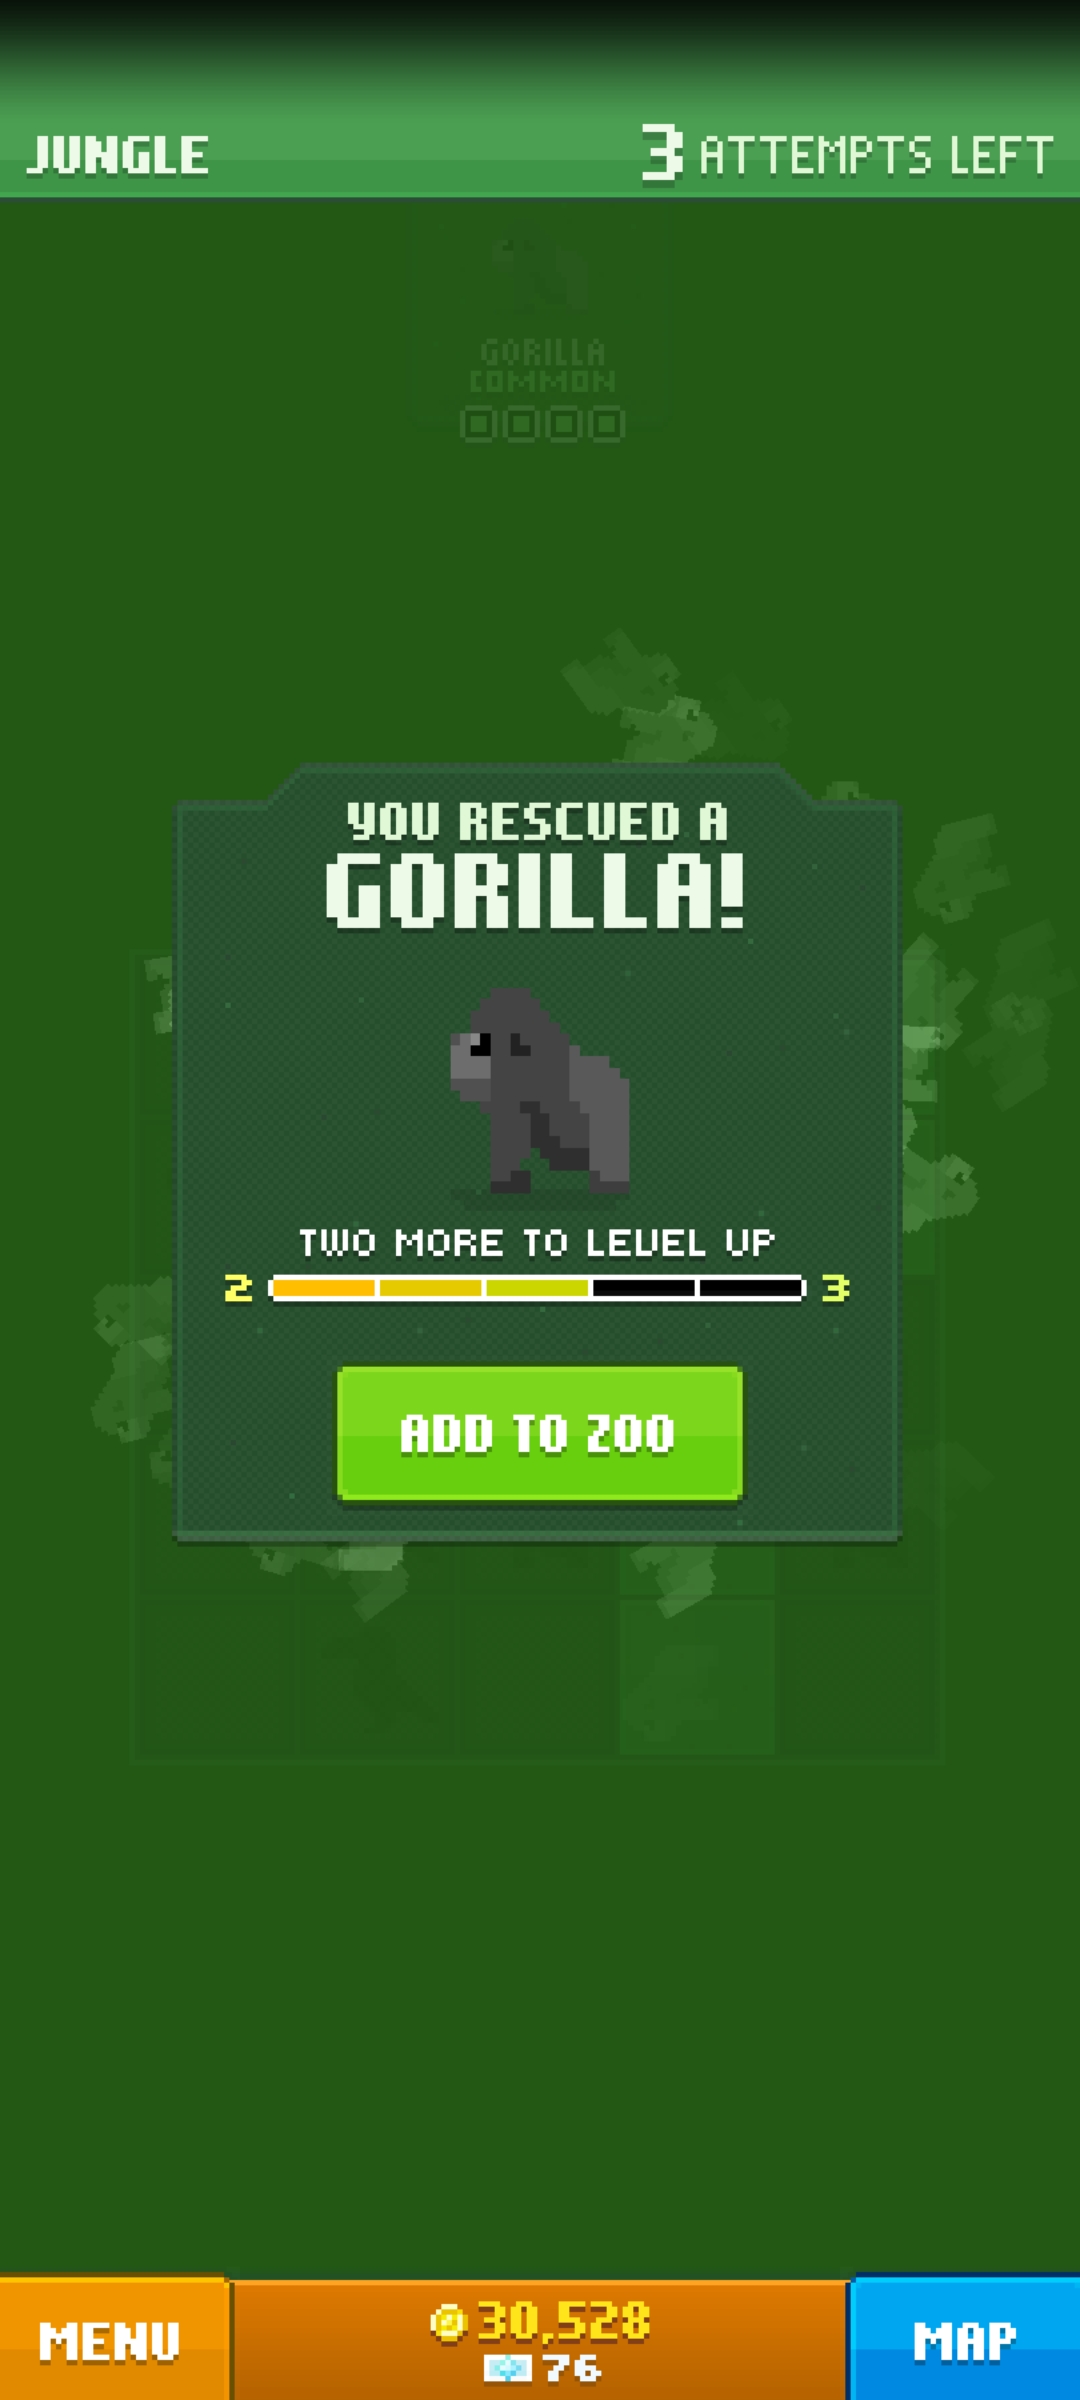 JUNGLE
3 ATTEMPTS LEFT
GORILLA
COMMON
YOU RESCUED A
GORILLA!
TWO MORE TO LEVEL UP
2 3
ADD TO ZOO
MENU
30,528
76
MAP